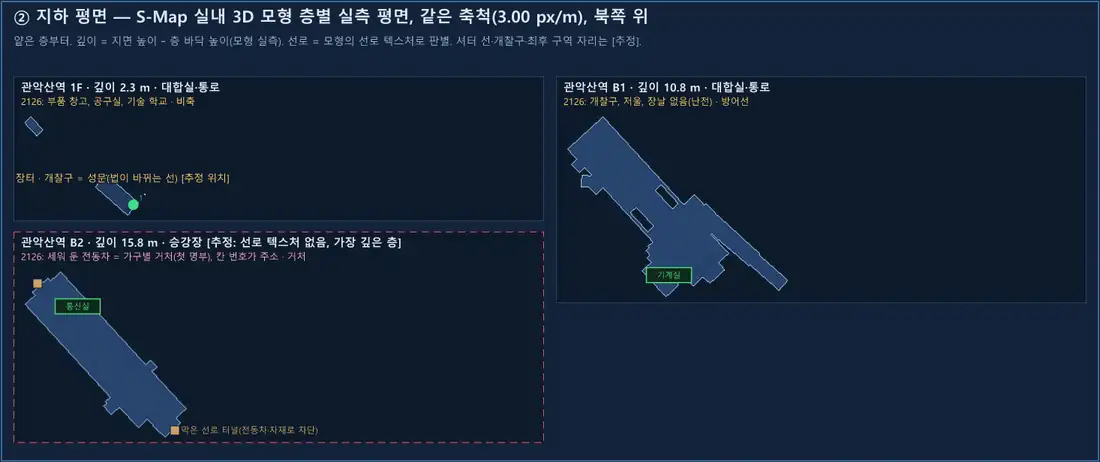 ② 지하 평면 — S-Map 실내 3D 모형 층별 실측 평면, 같은 축척(3.00 px/m), 북쪽 위
얕은 층부터. 깊이 = 지면 높이 − 층 바닥 높이(모형 실측). 선로 = 모형의 선로 텍스처로 판별. 셔터 선·개찰구·최후 구역 자리는 [추정].
관악산역 1F · 깊이 2.3 m · 대합실·통로
2126: 부품 창고, 공구실, 기술 학교 · 비축
장터 · 개찰구 = 성문(법이 바뀌는 선) [추정 위치]
관악산역 B1 · 깊이 10.8 m · 대합실·통로
2126: 개찰구, 저울, 장날 없음(난전) · 방어선
기계실
관악산역 B2 · 깊이 15.8 m · 승강장 [추정: 선로 텍스처 없음, 가장 깊은 층]
2126: 세워 둔 전동차 = 가구별 거처(첫 명부), 칸 번호가 주소 · 거처
통신실
막은 선로 터널(전동차·자재로 차단)